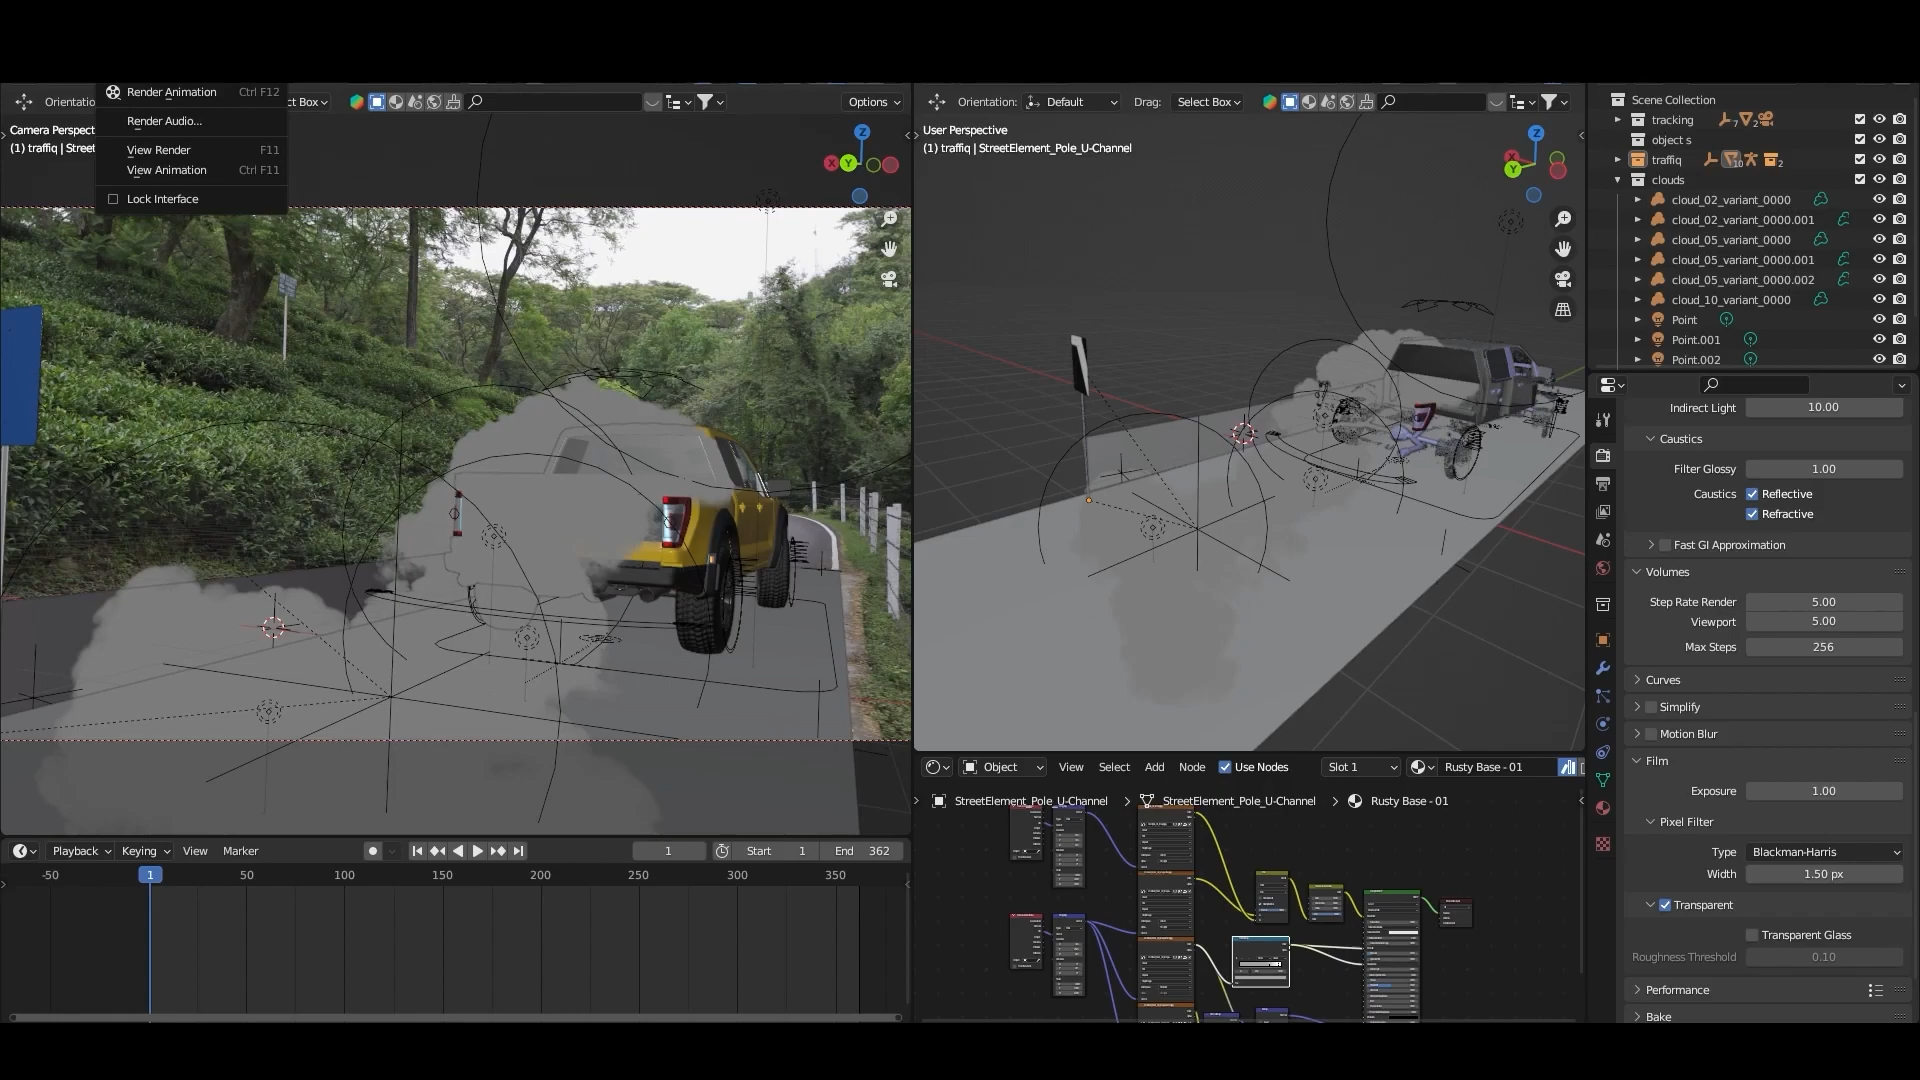 Render Animation Ctrl F12
Render Audio...
View Render F11
View Animation Ctrl F11
Lock Interface
Orientatio
ct Box
Options
Camera Perspect
(1) traffiq | Street
Z
Y
Orientation: Default Drag: Select Box
User Perspective
(1) traffiq | StreetElement_Pole_U-Channel
Z
X
Y
Scene Collection
tracking 7 2
object s
traffiq 10 2
clouds
cloud_02_variant_0000
cloud_02_variant_0000.001
cloud_05_variant_0000
cloud_05_variant_0000.001
cloud_05_variant_0000.002
cloud_10_variant_0000
Point
Point.001
Point.002
Indirect Light 10.00
Caustics
Filter Glossy 1.00
Caustics Reflective
Refractive
Fast GI Approximation
Volumes
Step Rate Render 5.00
Viewport 5.00
Max Steps 256
Curves
Simplify
Motion Blur
Film
Exposure 1.00
Pixel Filter
Type Blackman-Harris
Width 1.50 px
Transparent
Transparent Glass
Roughness Threshold 0.10
Performance
Bake
Object View Select Add Node Use Nodes Slot 1 Rusty Base - 01
StreetElement_Pole_U-Channel StreetElement_Pole_U-Channel Rusty Base - 01
Playback Keying View Marker 1 Start 1 End 362
-50 1 50 100 150 200 250 300 350